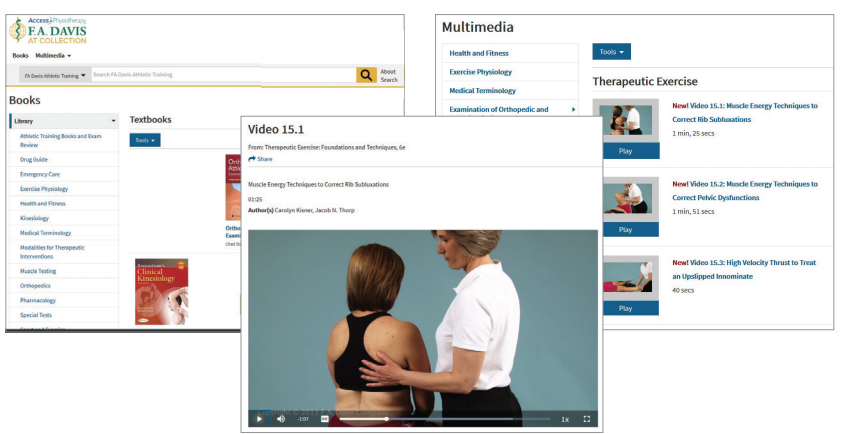 Access Physiotherapy
F.A. DAVIS
AT COLLECTION
Books Multimedia
FA Davis Athletic Training Search FA Davis Athletic Training
About
Search
Books
Library
Athletic Training Books and Exam
Review
Drug Guide
Emergency Care
Exercise Physiology
Health and Fitness
Kinesiology
Medical Terminology
Modalities for Therapeutic
Interventions
Muscle Testing
Orthopedics
Pharmacology
Special Tests
Textbooks
Tools
Clinical
Kinesiology
Video 15.1
From: Therapeutic Exercise: Foundations and Techniques, 6e
Share
Muscle Energy Techniques to Correct Rib Subluxations
01:25
Author(s) Carolyn Kisner, Jacob N. Thorp
-1:07 1x
Multimedia
Health and Fitness
Exercise Physiology
Medical Terminology
Examination of Orthopedic and
Tools
Therapeutic Exercise
New! Video 15.1: Muscle Energy Techniques to
Correct Rib Subluxations
1 min, 25 secs
Play
New! Video 15.2: Muscle Energy Techniques to
Correct Pelvic Dysfunctions
1 min, 51 secs
Play
New! Video 15.3: High Velocity Thrust to Treat
an Upslipped Innominate
40 secs
Play